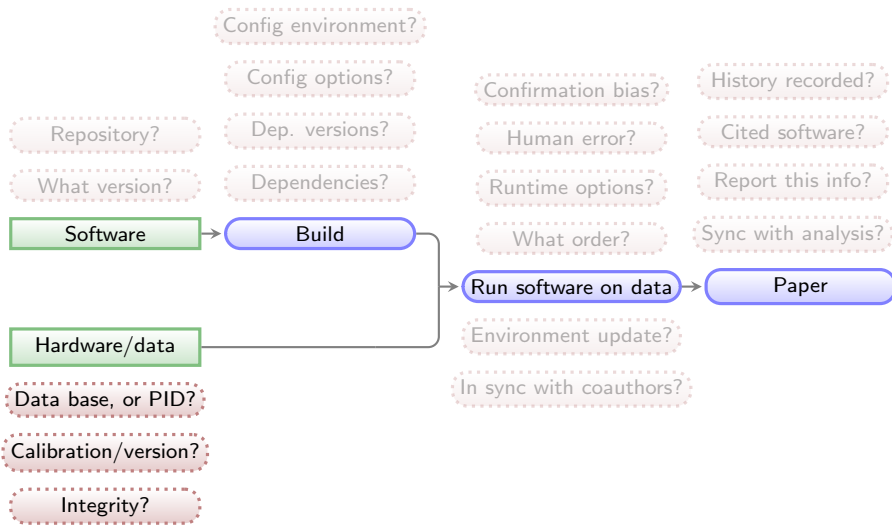 Config environment?
Config options?
Dep. versions?
Dependencies?
Repository?
What version?
Confirmation bias?
Human error?
Runtime options?
What order?
History recorded?
Cited software?
Report this info?
Sync with analysis?
Software
Build
Run software on data
Paper
Hardware/data
Environment update?
In sync with coauthors?
Data base, or PID?
Calibration/version?
Integrity?